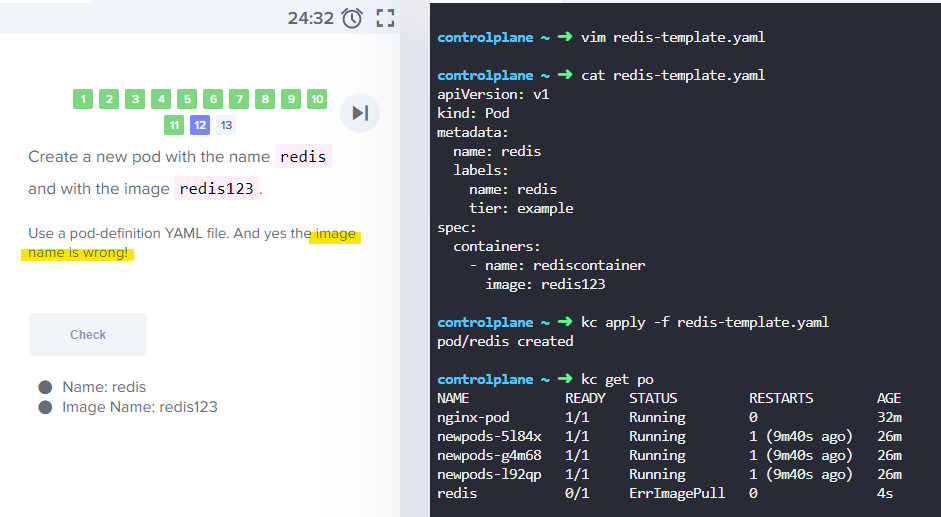 24:32
1 2 3 4 5 6 7 8 9 10
11 12 13
Create a new pod with the name redis
and with the image redis123 .
Use a pod-definition YAML file. And yes the image
name is wrong!
Check
Name: redis
Image Name: redis123
controlplane ~ ➜ vim redis-template.yaml
controlplane ~ ➜ cat redis-template.yaml
apiVersion: v1
kind: Pod
metadata:
  name: redis
  labels:
    name: redis
    tier: example
spec:
  containers:
    - name: rediscontainer
      image: redis123
controlplane ~ ➜ kc apply -f redis-template.yaml
pod/redis created
controlplane ~ ➜ kc get po
NAME READY STATUS RESTARTS AGE
nginx-pod 1/1 Running 0 32m
newpods-5l84x 1/1 Running 1 (9m40s ago) 26m
newpods-g4m68 1/1 Running 1 (9m40s ago) 26m
newpods-l92qp 1/1 Running 1 (9m40s ago) 26m
redis 0/1 ErrImagePull 0 4s